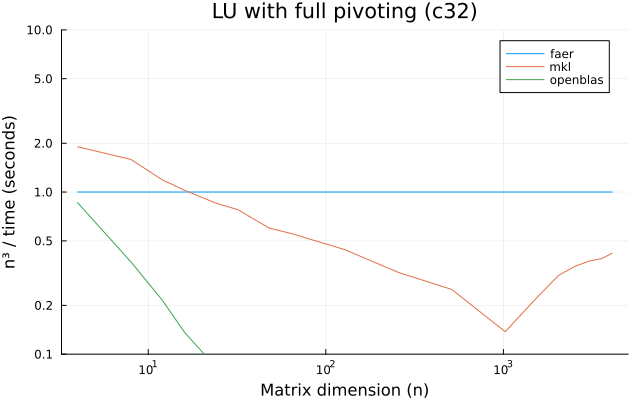 LU with full pivoting (c32)
faer
mkl
openblas
n³ / time (seconds)
10.0
5.0
2.0
1.0
0.5
0.2
0.1
10¹
10²
10³
Matrix dimension (n)